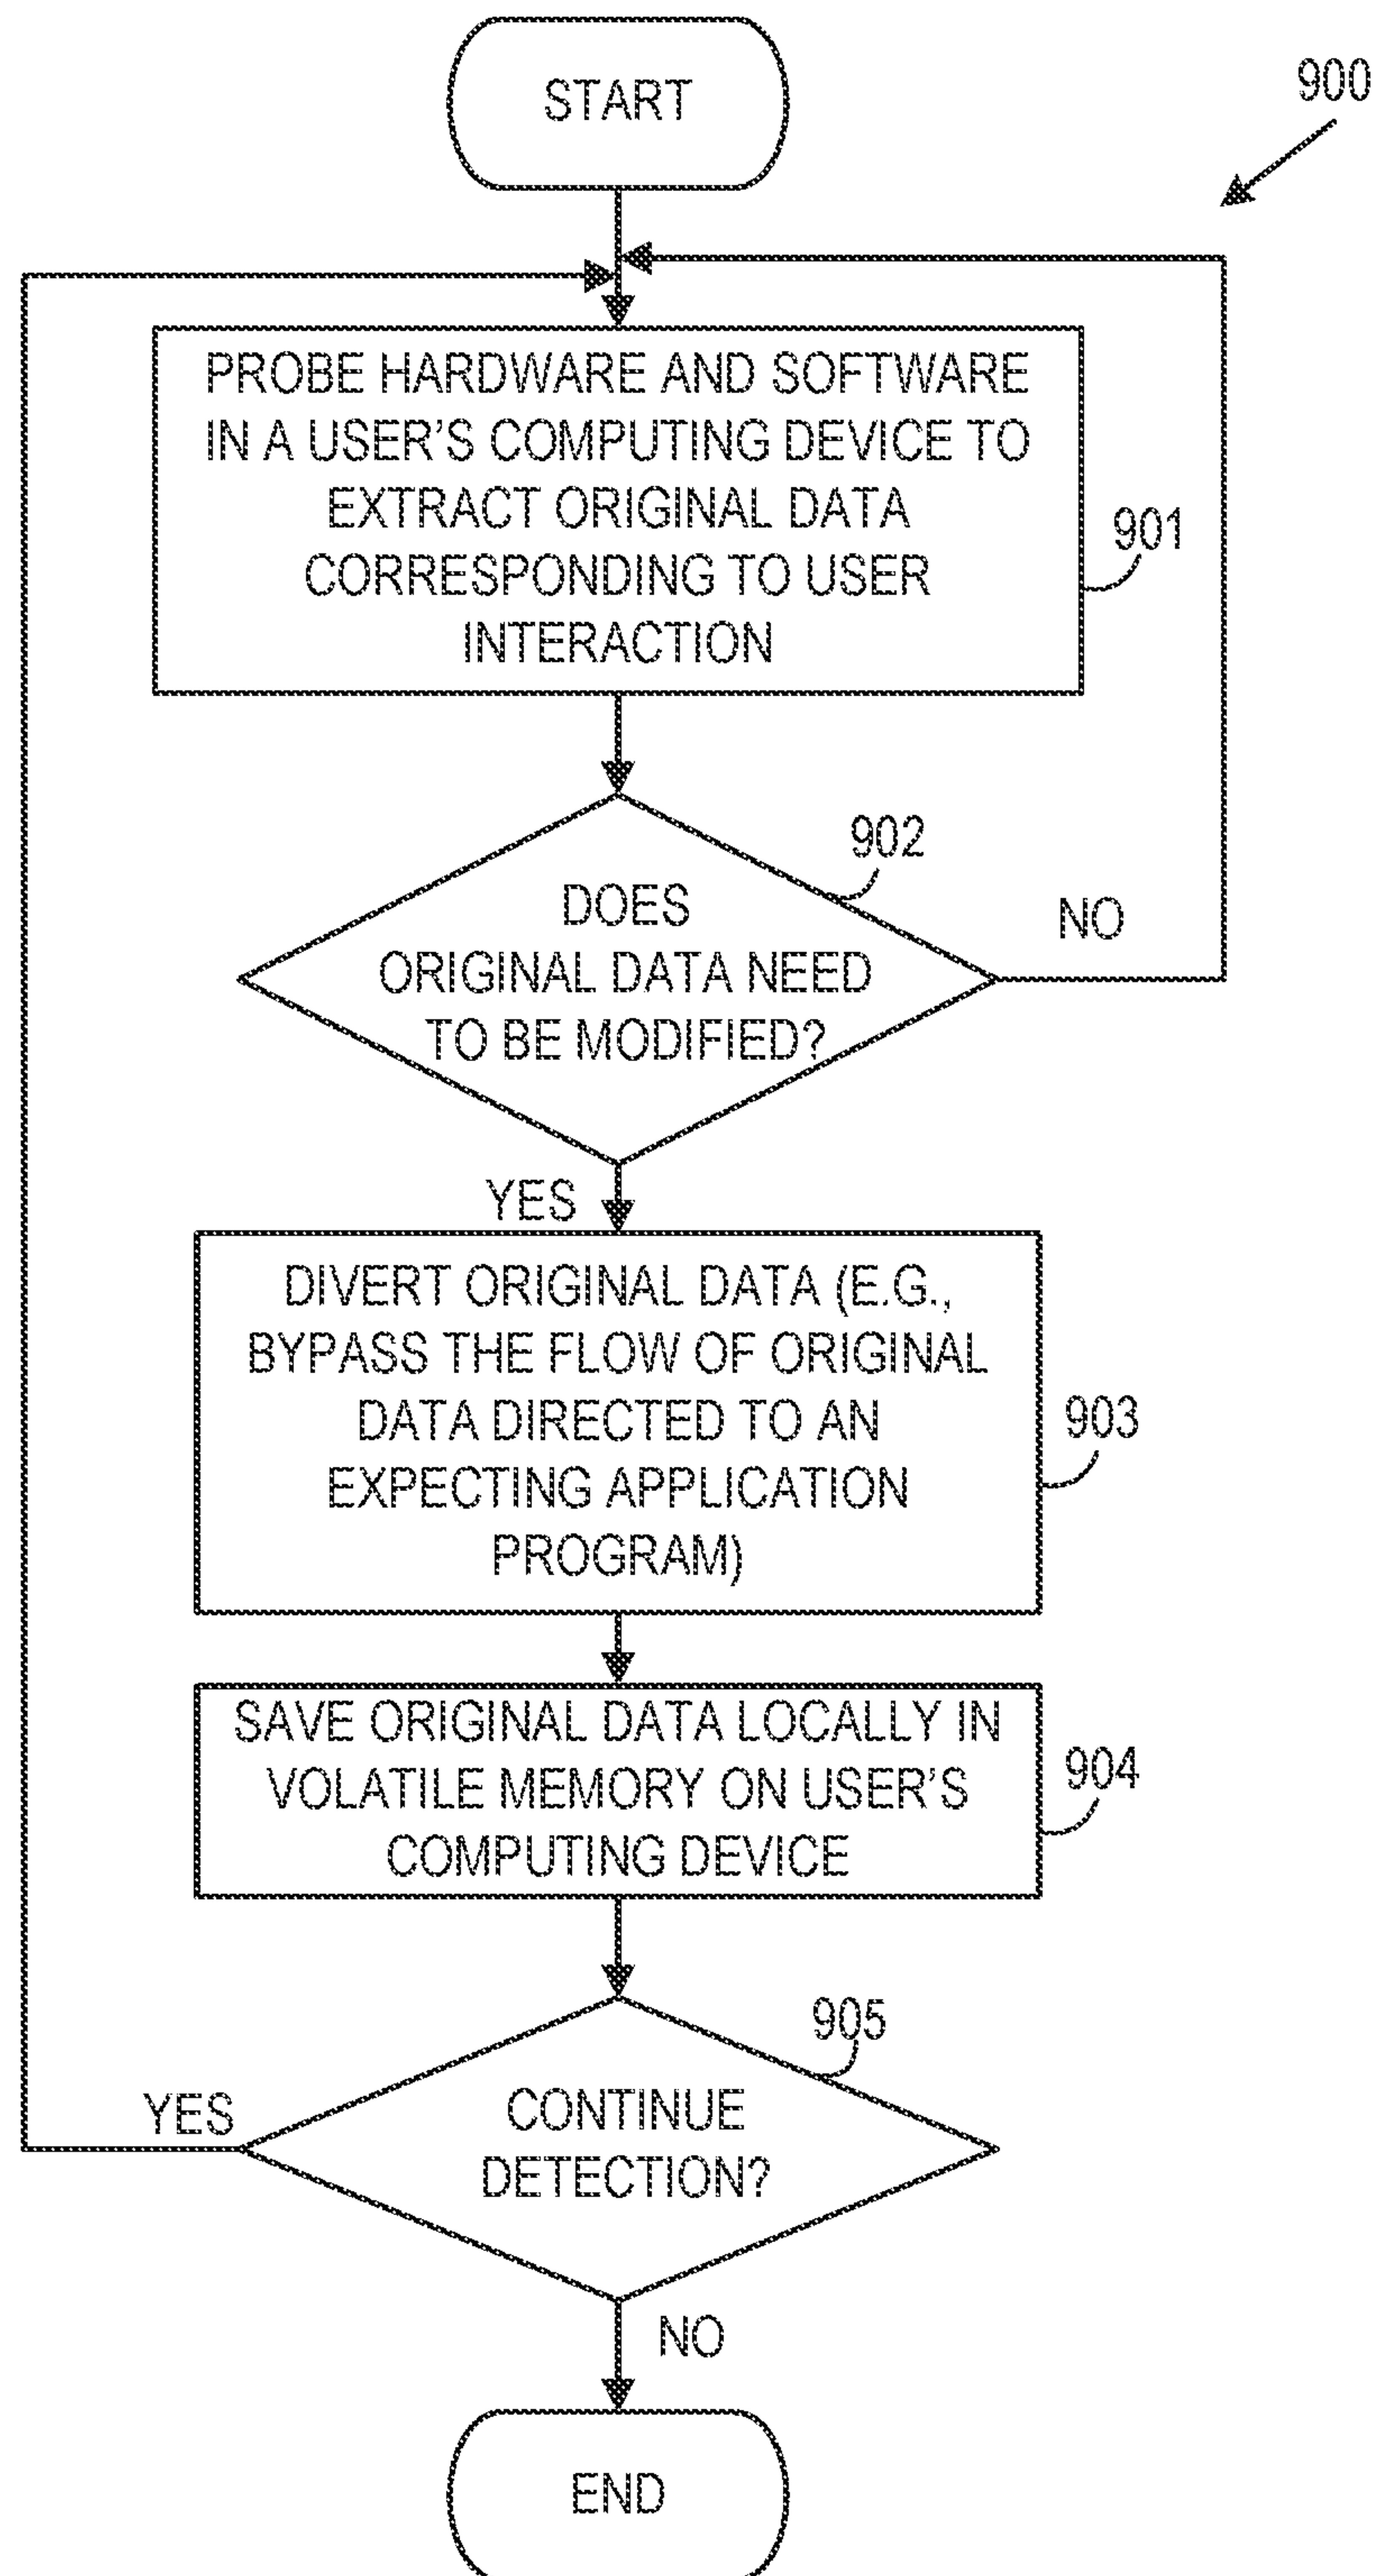 START
900
PROBE HARDWARE AND SOFTWARE
IN A USER'S COMPUTING DEVICE TO
EXTRACT ORIGINAL DATA
CORRESPONDING TO USER
INTERACTION
901
902
DOES
ORIGINAL DATA NEED
TO BE MODIFIED?
NO
YES
DIVERT ORIGINAL DATA (E.G.,
BYPASS THE FLOW OF ORIGINAL
DATA DIRECTED TO AN
EXPECTING APPLICATION
PROGRAM)
903
SAVE ORIGINAL DATA LOCALLY IN
VOLATILE MEMORY ON USER'S
COMPUTING DEVICE
904
905
CONTINUE
DETECTION?
YES
NO
END